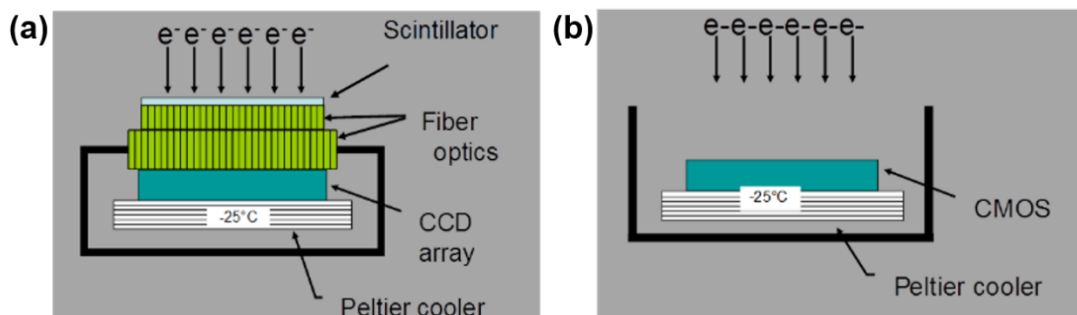 (a)
e- e- e- e- e- e-
Scintillator
Fiber
optics
-25°C
CCD
array
Peltier cooler
(b)
e-e-e-e-e-e-
-25°C
CMOS
Peltier cooler